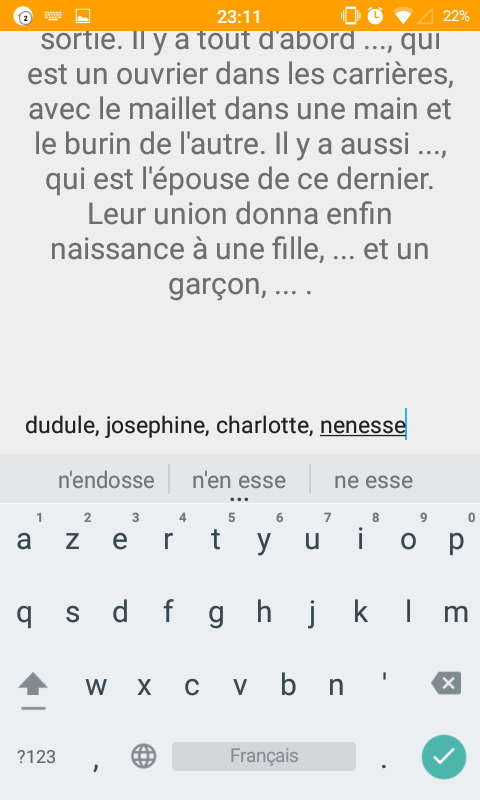 2 23:11 22%
sortie. Il y a tout d'abord ..., qui
est un ouvrier dans les carrières,
avec le maillet dans une main et
le burin de l'autre. Il y a aussi ...,
qui est l'épouse de ce dernier.
Leur union donna enfin
naissance à une fille, ... et un
garçon, ... .
dudule, josephine, charlotte, nenesse
n'endosse n'en esse ne esse
...
1 2 3 4 5 6 7 8 9 0
a z e r t y u i o p
q s d f g h j k l m
w x c v b n '
?123 , Français .